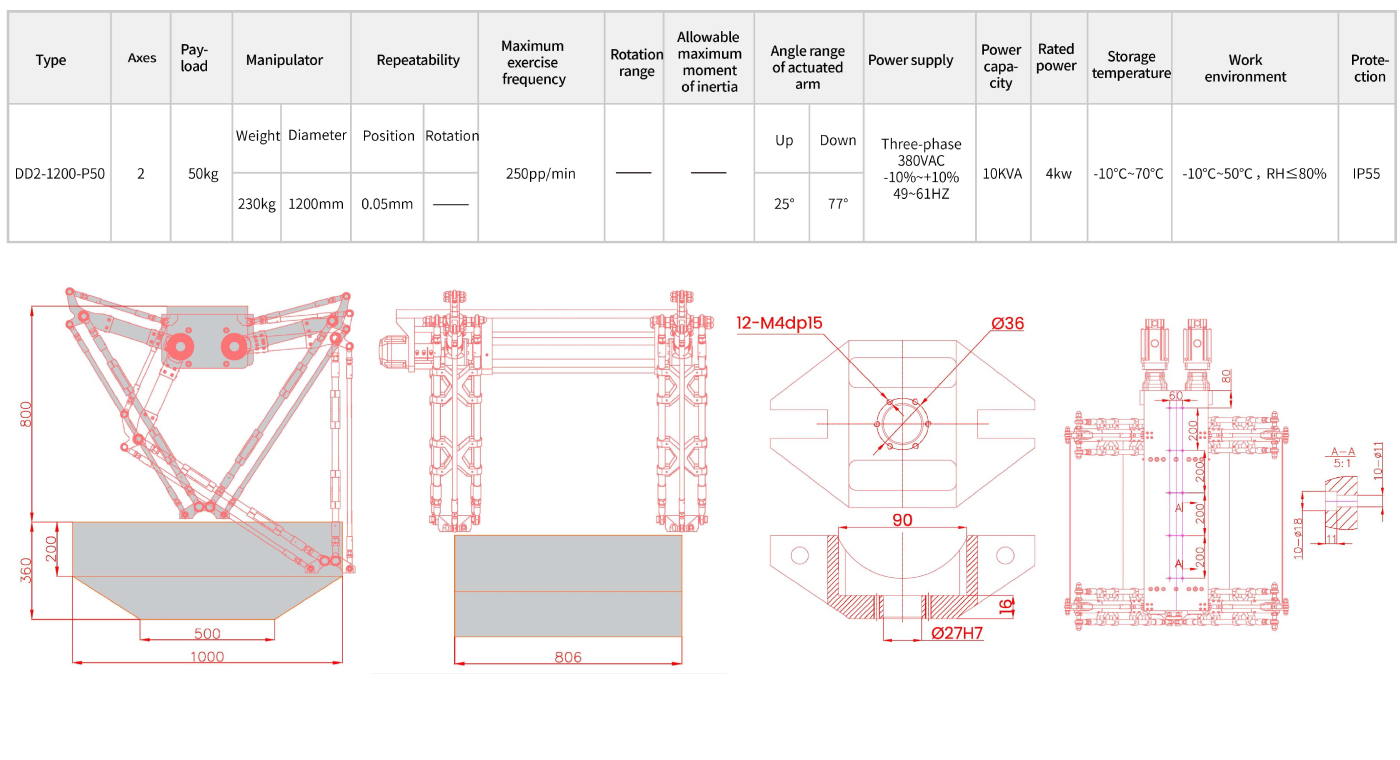 Type
Axes
Pay-
load
Manipulator
Repeatability
Maximum
exercise
frequency
Rotation
range
Allowable
maximum
moment
of inertia
Angle range
of actuated
arm
Power supply
Power
capa-
city
Rated
power
Storage
temperature
Work
environment
Prote-
ction
DD2-1200-P50
2
50kg
Weight
Diameter
230kg
1200mm
Position
Rotation
0.05mm
——
250pp/min
——
——
Up
Down
25°
77°
Three-phase
380VAC
-10%~+10%
49~61HZ
10KVA
4kw
-10℃~70℃
-10℃~50℃，RH≤80%
IP55
800
360
200
500
1000
806
12-M4dp15
Ø36
90
16
Ø27H7
80
60
200
200
200
200
A
A
A-A
5:1
10-ø11
10-ø18
11